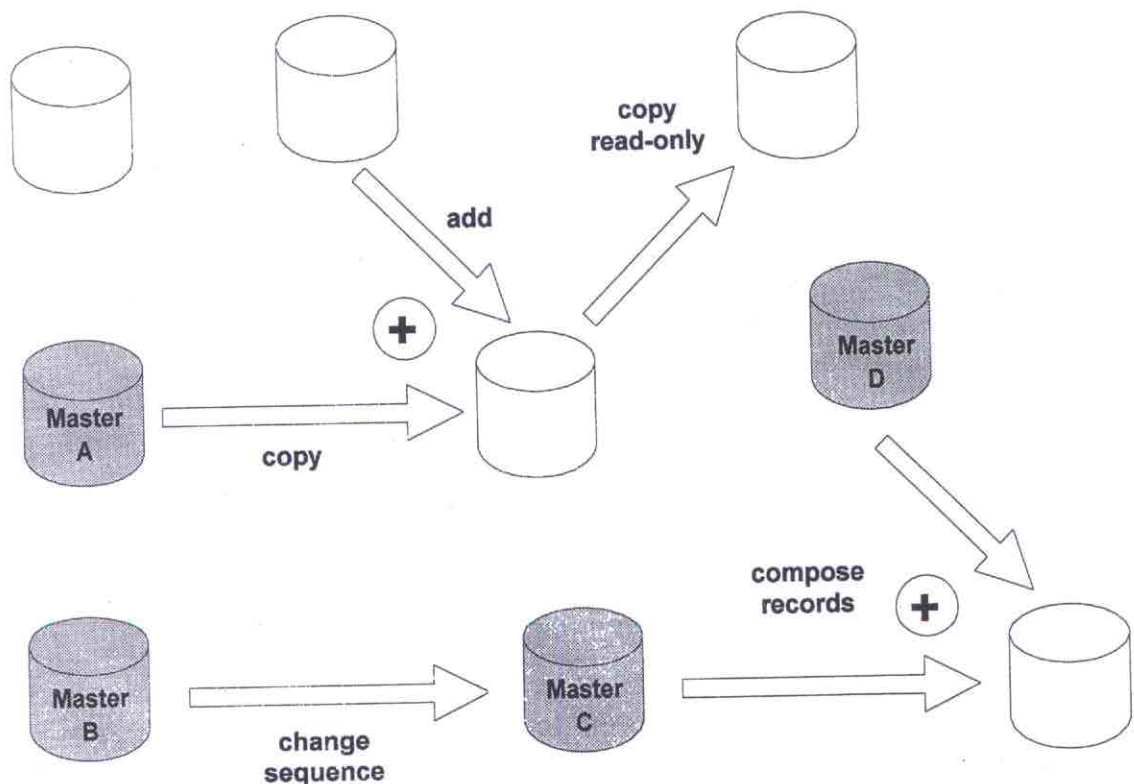 copy
read-only
add
+
Master
A
copy
Master
D
compose
records
+
Master
B
change
sequence
Master
C